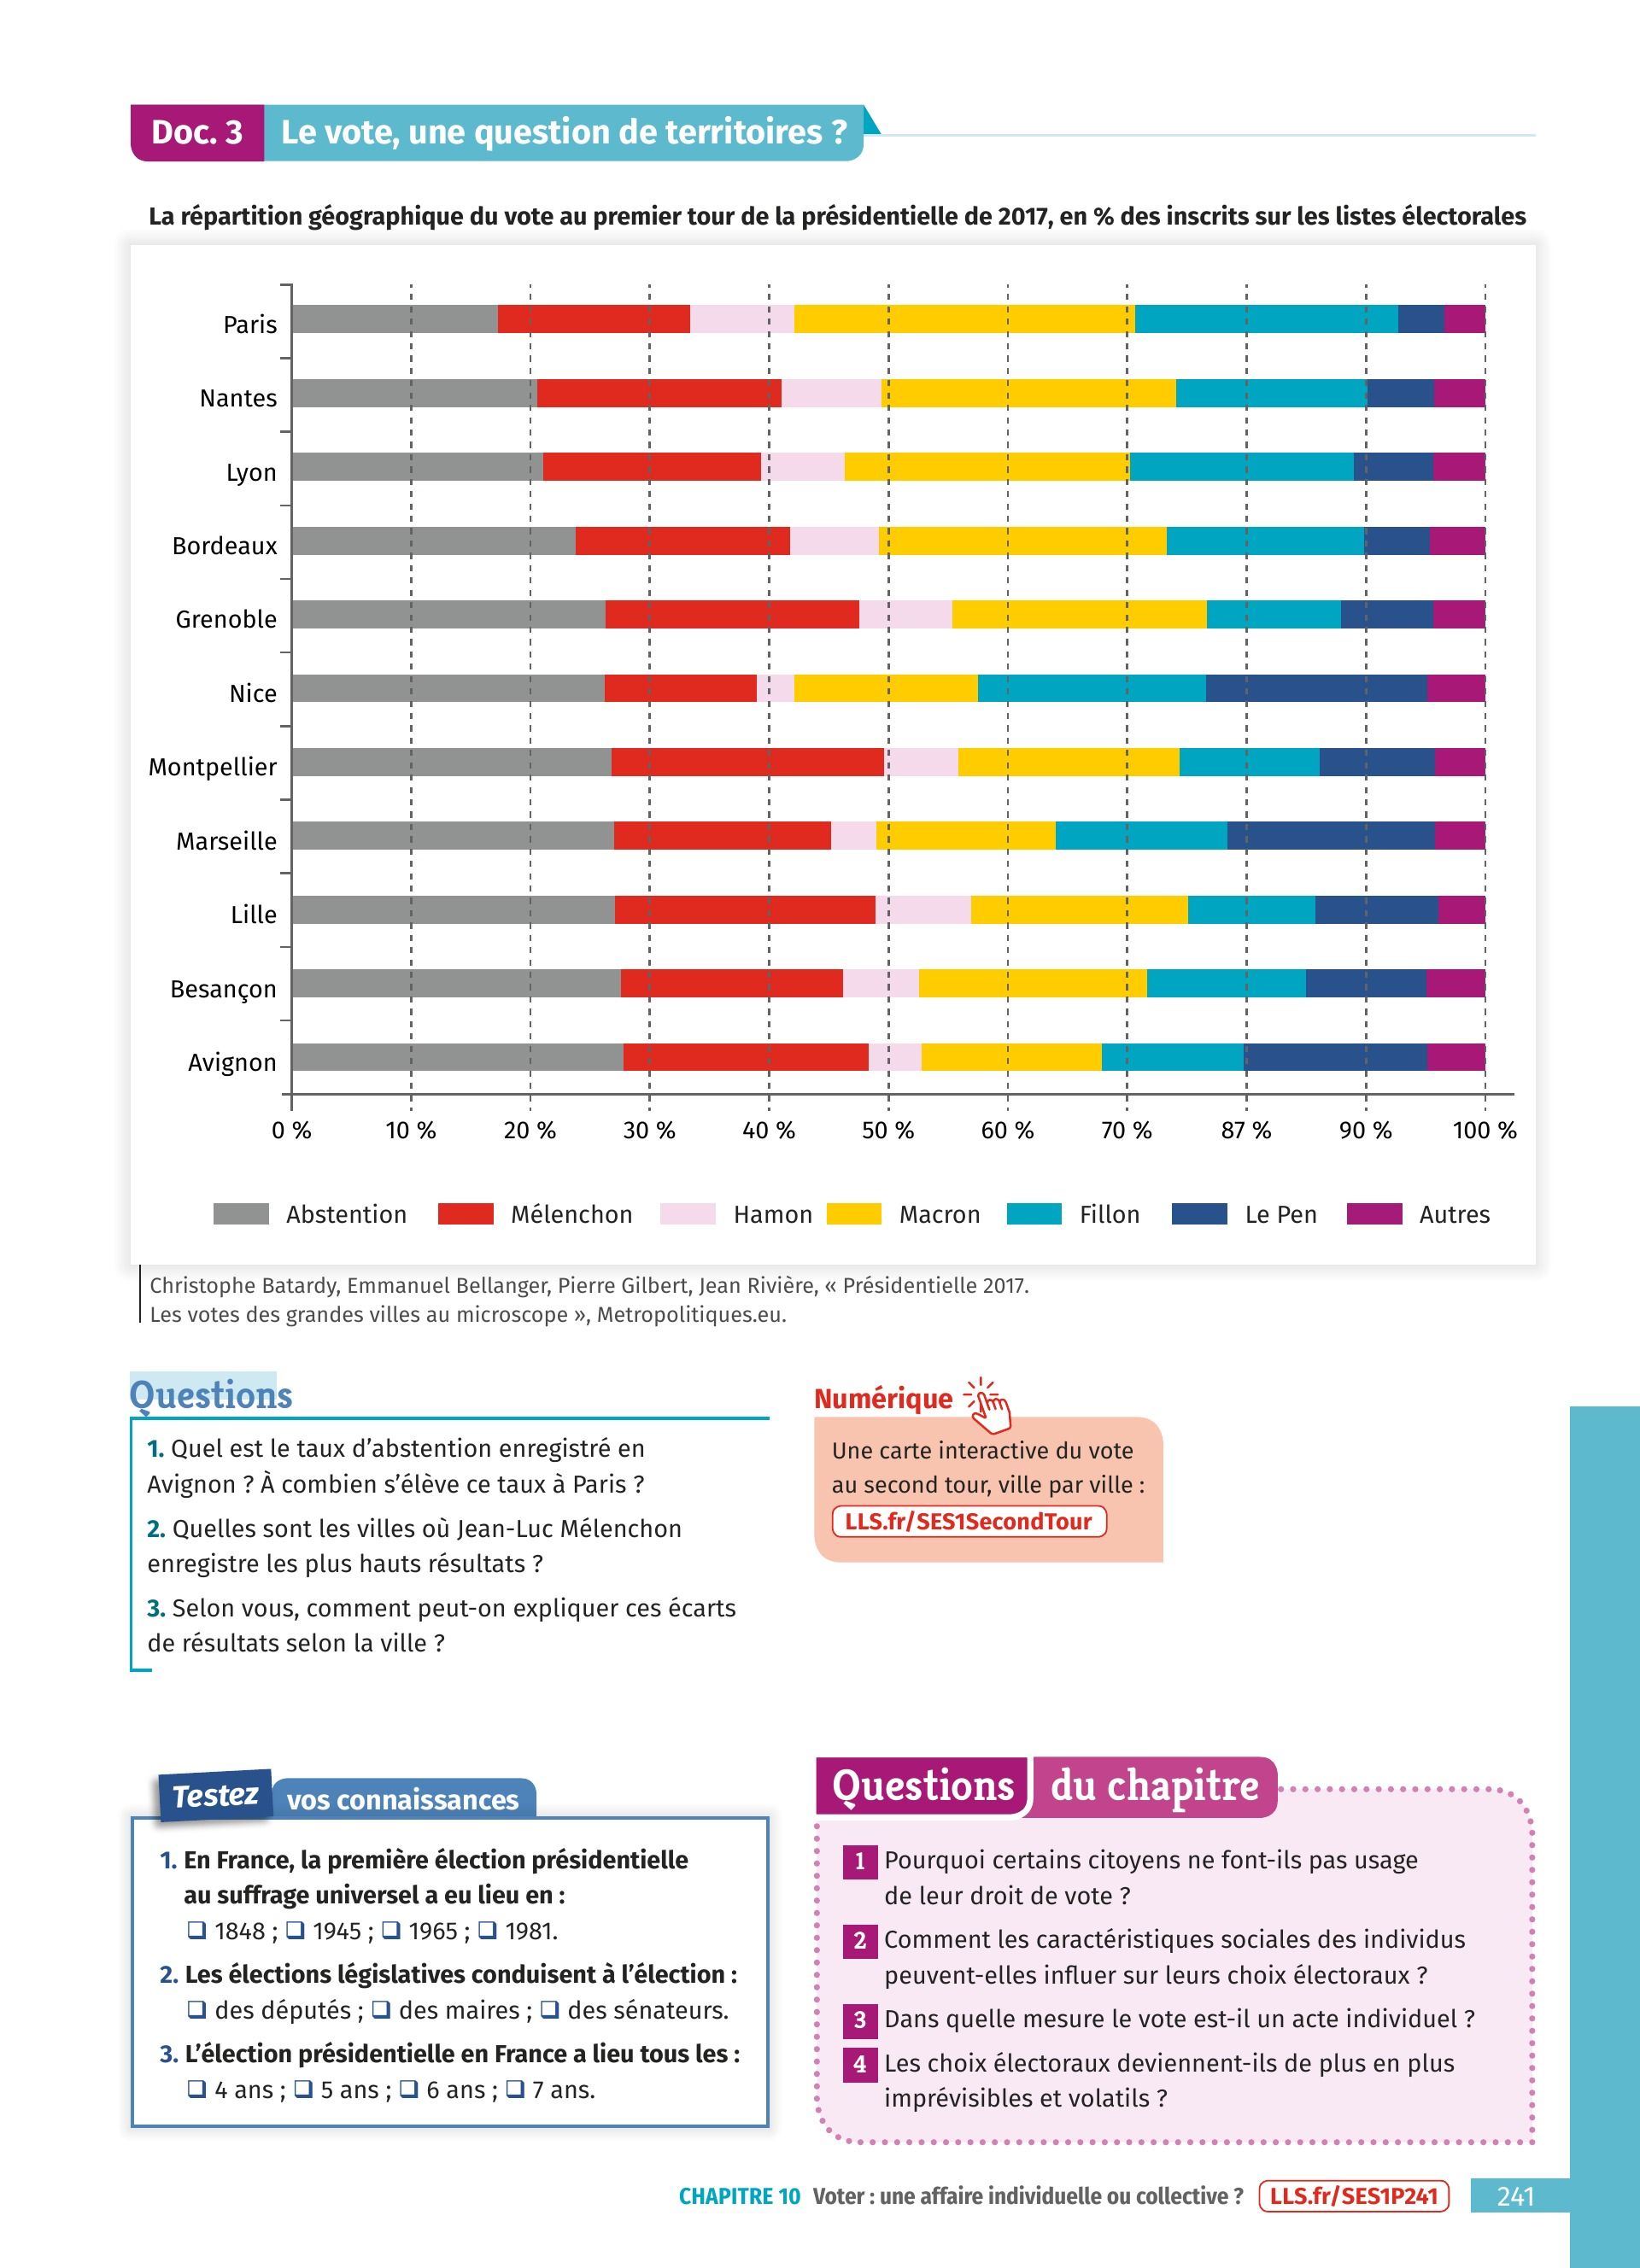 Doc. 3 Le vote, une question de territoires ?
La répartition géographique du vote au premier tour de la présidentielle de 2017, en % des inscrits sur les listes électorales
Paris
Nantes
Lyon
Bordeaux
Grenoble
Nice
Montpellier
Marseille
Lille
Besançon
Avignon
0 % 10 % 20 % 30 % 40 % 50 % 60 % 70 % 87 % 90 % 100 %
Abstention Mélenchon Hamon Macron Fillon Le Pen Autres
Christophe Batardy, Emmanuel Bellanger, Pierre Gilbert, Jean Rivière, « Présidentielle 2017.
Les votes des grandes villes au microscope », Metropolitiques.eu.
Questions
1. Quel est le taux d’abstention enregistré en
Avignon ? À combien s’élève ce taux à Paris ?
2. Quelles sont les villes où Jean-Luc Mélenchon
enregistre les plus hauts résultats ?
3. Selon vous, comment peut-on expliquer ces écarts
de résultats selon la ville ?
Numérique
Une carte interactive du vote
au second tour, ville par ville :
LLS.fr/SES1SecondTour
Testez vos connaissances
1. En France, la première élection présidentielle
au suffrage universel a eu lieu en :
❑ 1848 ; ❑ 1945 ; ❑ 1965 ; ❑ 1981.
2. Les élections législatives conduisent à l’élection :
❑ des députés ; ❑ des maires ; ❑ des sénateurs.
3. L’élection présidentielle en France a lieu tous les :
❑ 4 ans ; ❑ 5 ans ; ❑ 6 ans ; ❑ 7 ans.
Questions du chapitre
1 Pourquoi certains citoyens ne font-ils pas usage
de leur droit de vote ?
2 Comment les caractéristiques sociales des individus
peuvent-elles influer sur leurs choix électoraux ?
3 Dans quelle mesure le vote est-il un acte individuel ?
4 Les choix électoraux deviennent-ils de plus en plus
imprévisibles et volatils ?
CHAPITRE 10 Voter : une affaire individuelle ou collective ? LLS.fr/SES1P241 241